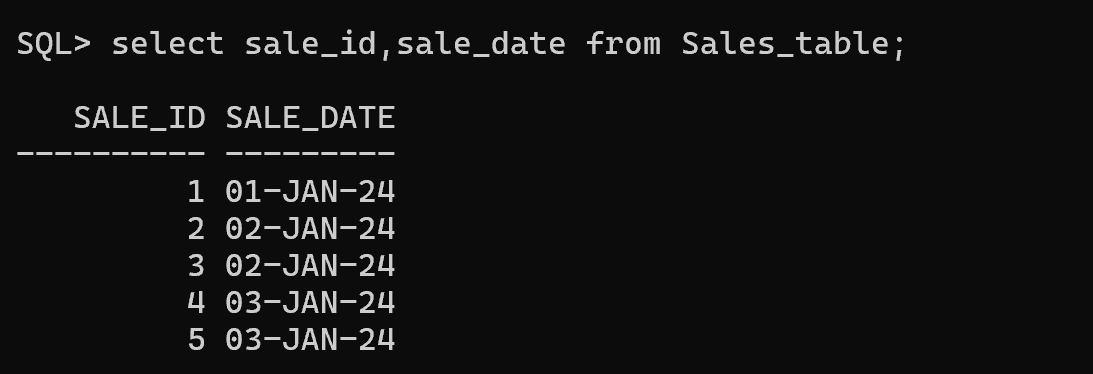 SQL> select sale_id,sale_date from Sales_table;
   SALE_ID SALE_DATE
---------- ---------
         1 01-JAN-24
         2 02-JAN-24
         3 02-JAN-24
         4 03-JAN-24
         5 03-JAN-24